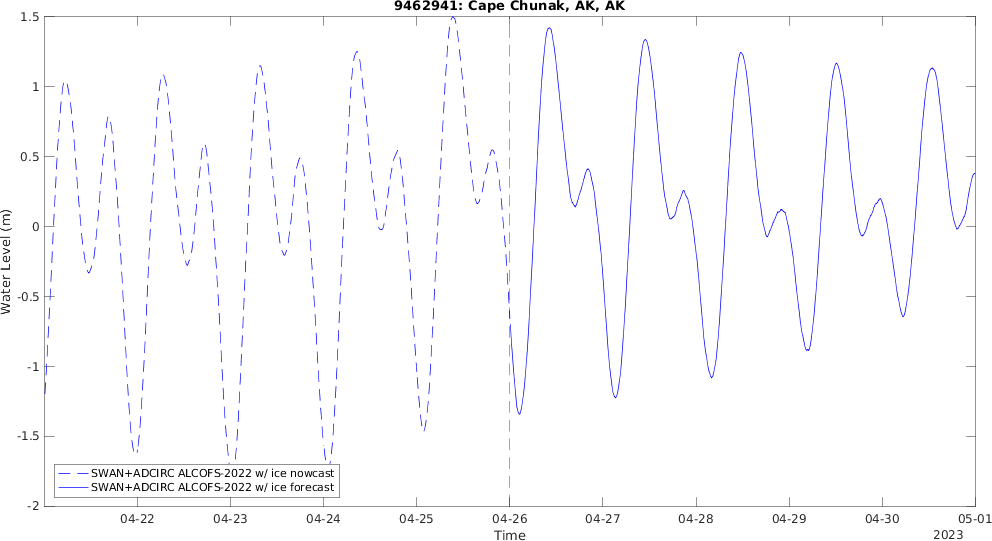 9462941: Cape Chunak, AK, AK
Water Level (m)
1.5
1
0.5
0
-0.5
-1
-1.5
-2
SWAN+ADCIRC ALCOFS-2022 w/ ice nowcast
SWAN+ADCIRC ALCOFS-2022 w/ ice forecast
04-22 04-23 04-24 04-25 04-26 04-27 04-28 04-29 04-30 05-01
Time
2023